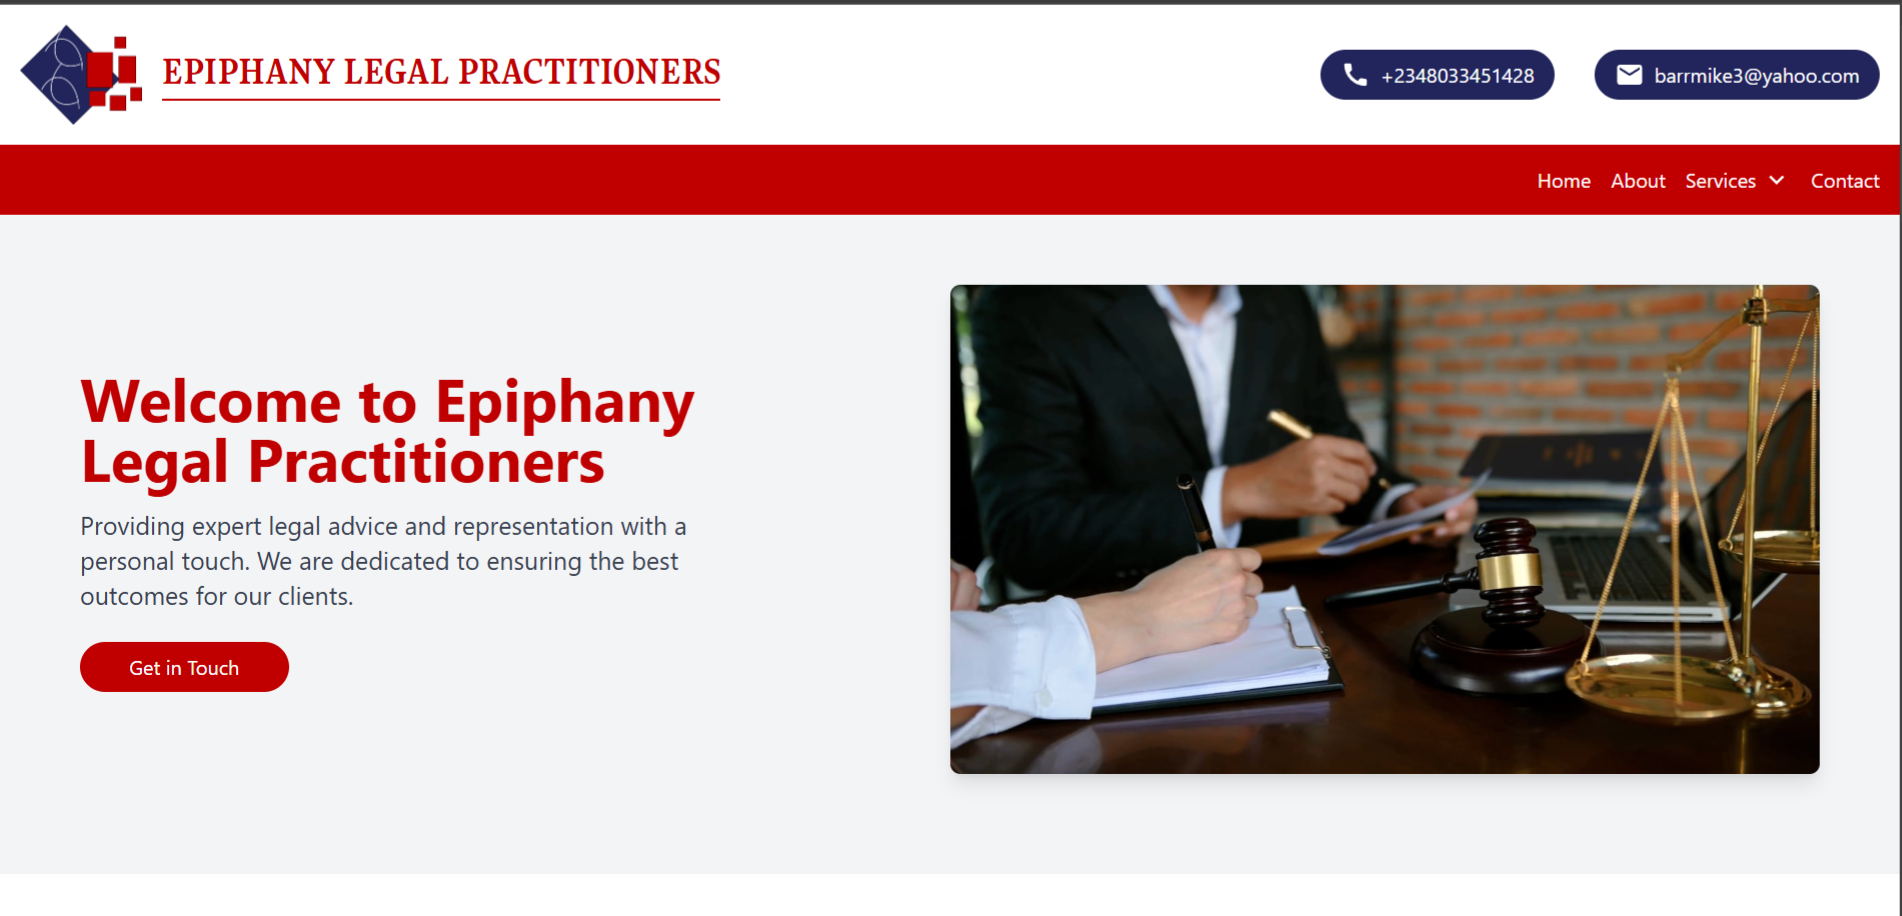 EPIPHANY LEGAL PRACTITIONERS
+2348033451428
barrmike3@yahoo.com
Home
About
Services
Contact
Welcome to Epiphany
Legal Practitioners
Providing expert legal advice and representation with a
personal touch. We are dedicated to ensuring the best
outcomes for our clients.
Get in Touch